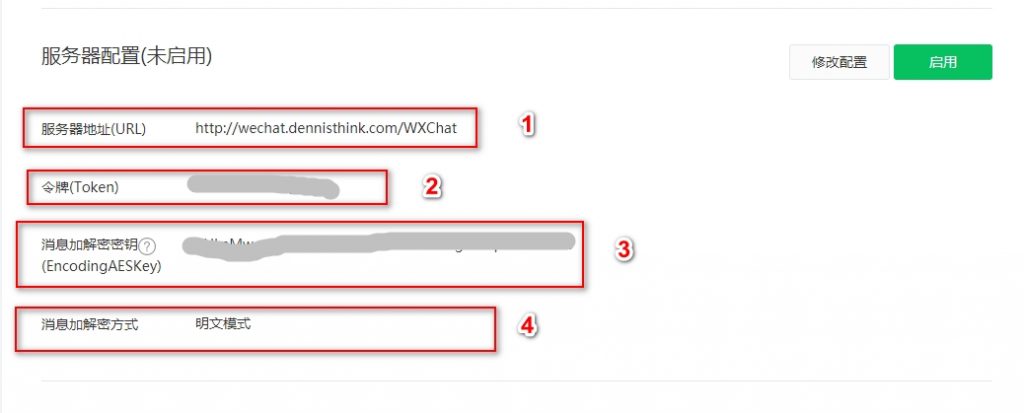 服务器配置(未启用)
修改配置
启用
服务器地址(URL) http://wechat.dennisthink.com/WXChat
1
令牌(Token)
2
消息加解密密钥?
(EncodingAESKey)
3
消息加解密方式 明文模式
4